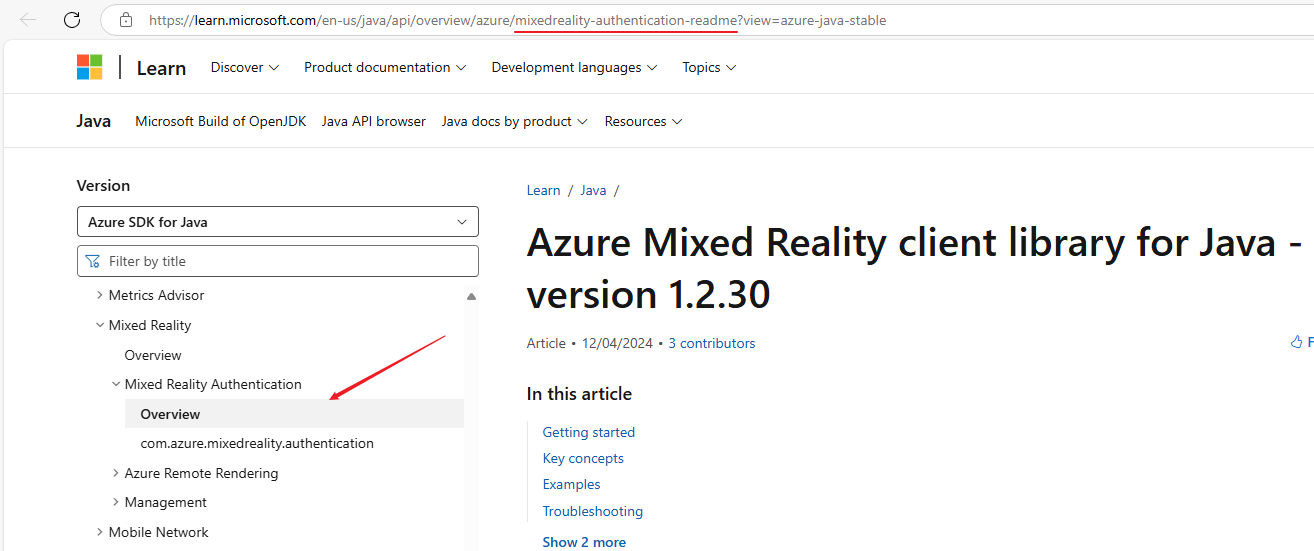 https://learn.microsoft.com/en-us/java/api/overview/azure/mixedreality-authentication-readme?view=azure-java-stable
Learn Discover Product documentation Development languages Topics
Java Microsoft Build of OpenJDK Java API browser Java docs by product Resources
Version
Azure SDK for Java
Filter by title
Metrics Advisor
Mixed Reality
Overview
Mixed Reality Authentication
Overview
com.azure.mixedreality.authentication
Azure Remote Rendering
Management
Mobile Network
Learn / Java /
Azure Mixed Reality client library for Java -
version 1.2.30
Article • 12/04/2024 • 3 contributors
F
In this article
Getting started
Key concepts
Examples
Troubleshooting
Show 2 more